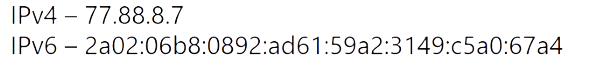 IPv4 – 77.88.8.7
IPv6 – 2a02:06b8:0892:ad61:59a2:3149:c5a0:67a4